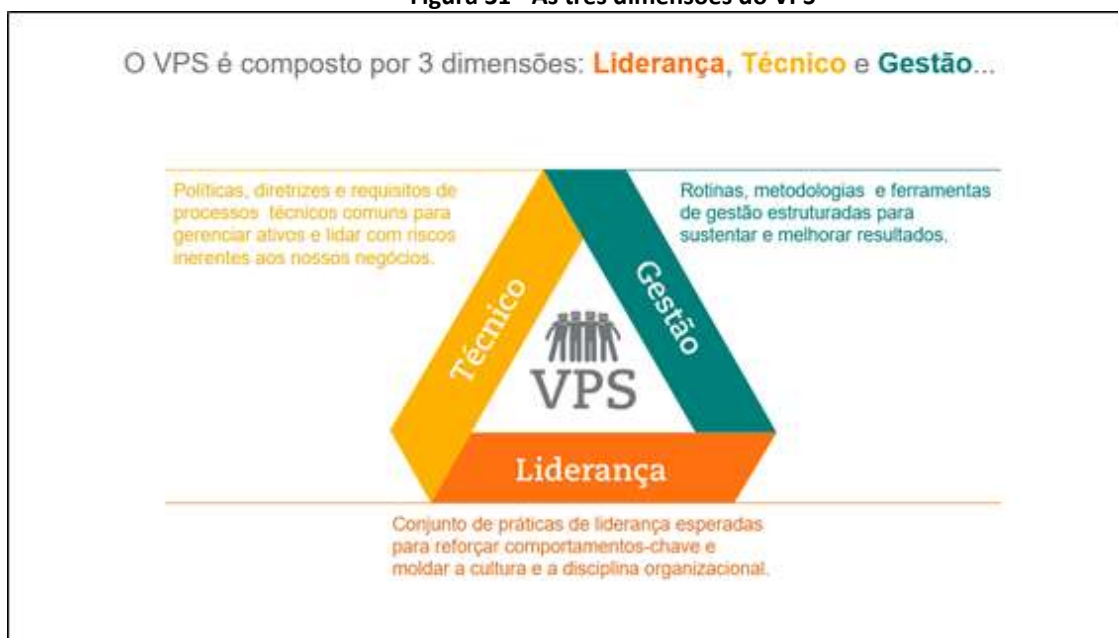 Figura 31 - As três dimensões do VPS
O VPS é composto por 3 dimensões: Liderança, Técnico e Gestão...
Políticas, diretrizes e requisitos de
processos técnicos comuns para
gerenciar ativos e lidar com riscos
inerentes aos nossos negócios.
Rotinas, metodologias e ferramentas
de gestão estruturadas para
sustentar e melhorar resultados.
Técnico
Gestão
VPS
Liderança
Conjunto de práticas de liderança esperadas
para reforçar comportamentos-chave e
moldar a cultura e a disciplina organizacional.